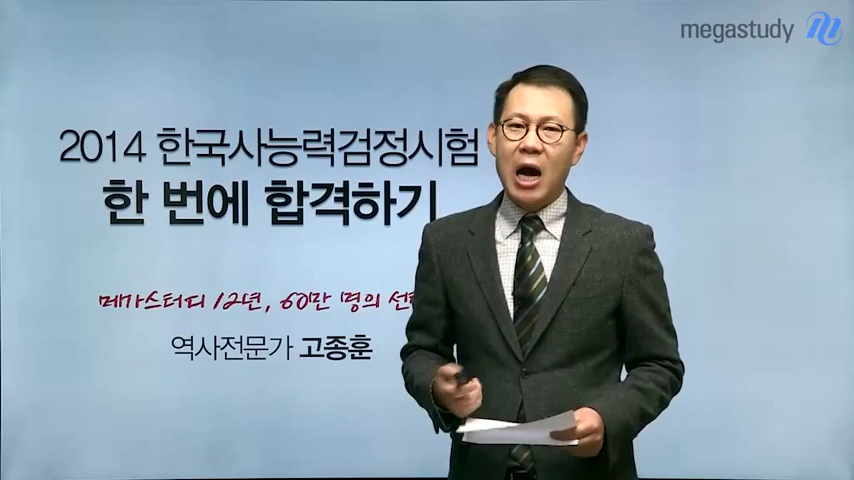 megastudy
2014 한국사능력검정시험
한 번에 합격하기
메가스터디 12년, 60만 명의
역사전문가 고종훈